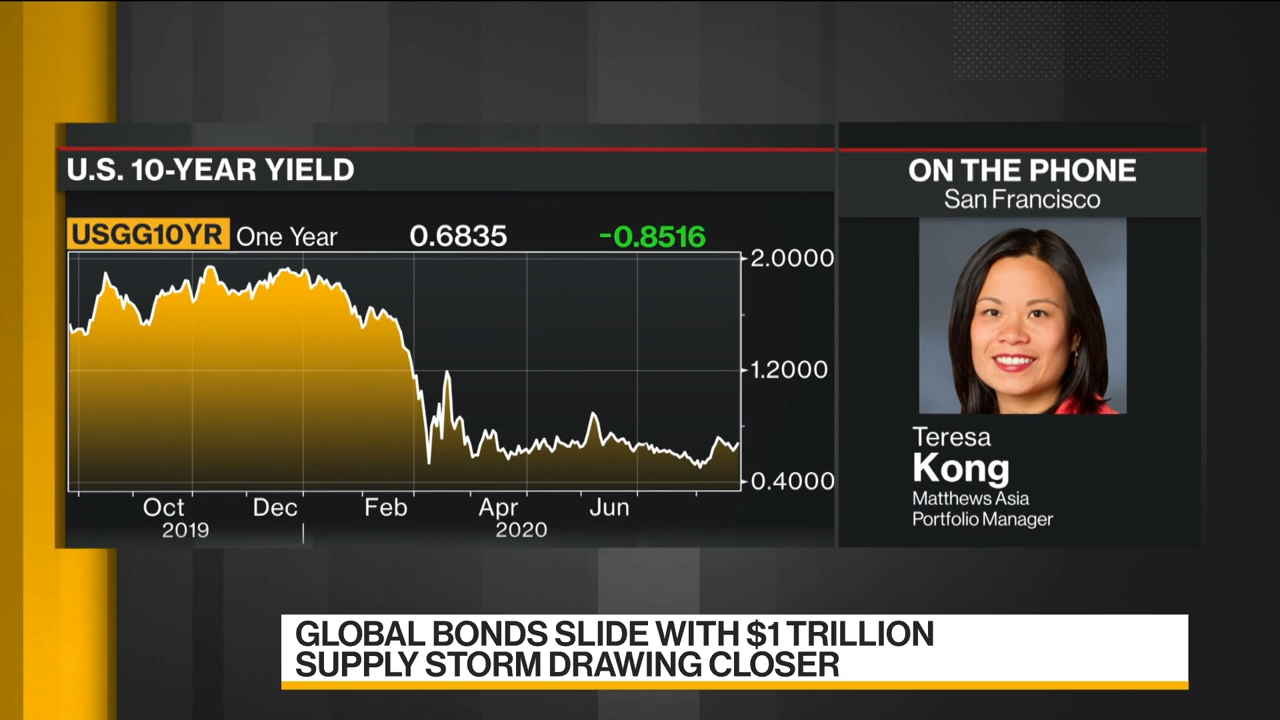 U.S. 10-YEAR YIELD
USGG10YR One Year 0.6835 -0.8516
2.0000
1.2000
0.4000
Oct Dec Feb Apr Jun
2019 2020
ON THE PHONE
San Francisco
Teresa
Kong
Matthews Asia
Portfolio Manager
GLOBAL BONDS SLIDE WITH $1 TRILLION
SUPPLY STORM DRAWING CLOSER